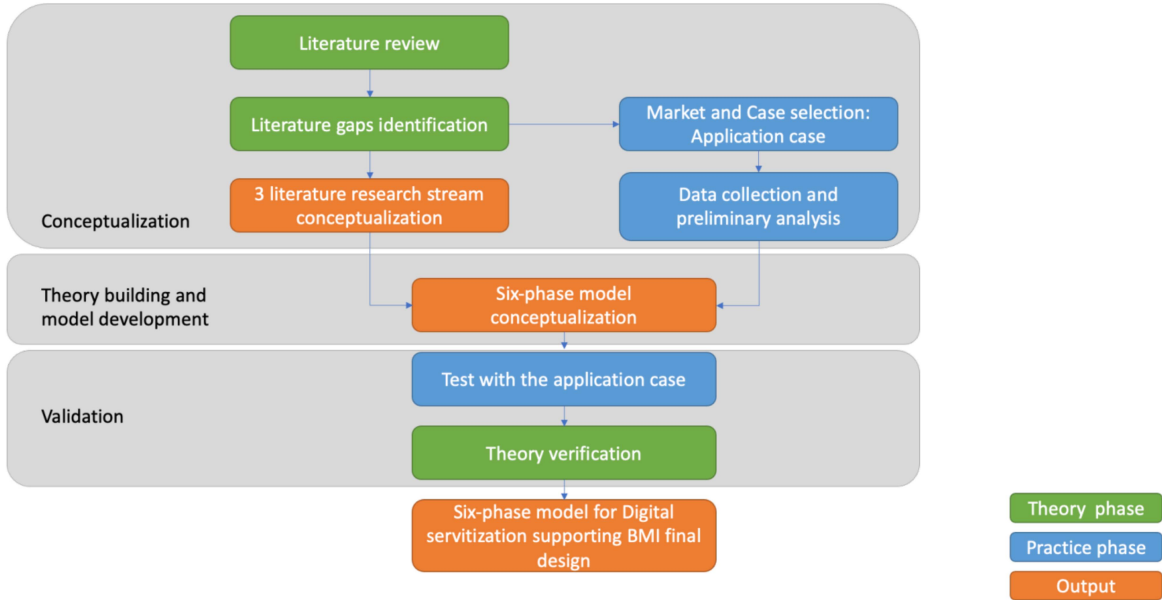 Literature review
Literature gaps identification
Market and Case selection:
Application case
3 literature research stream
conceptualization
Data collection and
preliminary analysis
Conceptualization
Theory building and
model development
Six-phase model
conceptualization
Test with the application case
Validation
Theory verification
Six-phase model for Digital
servitization supporting BMI final
design
Theory phase
Practice phase
Output